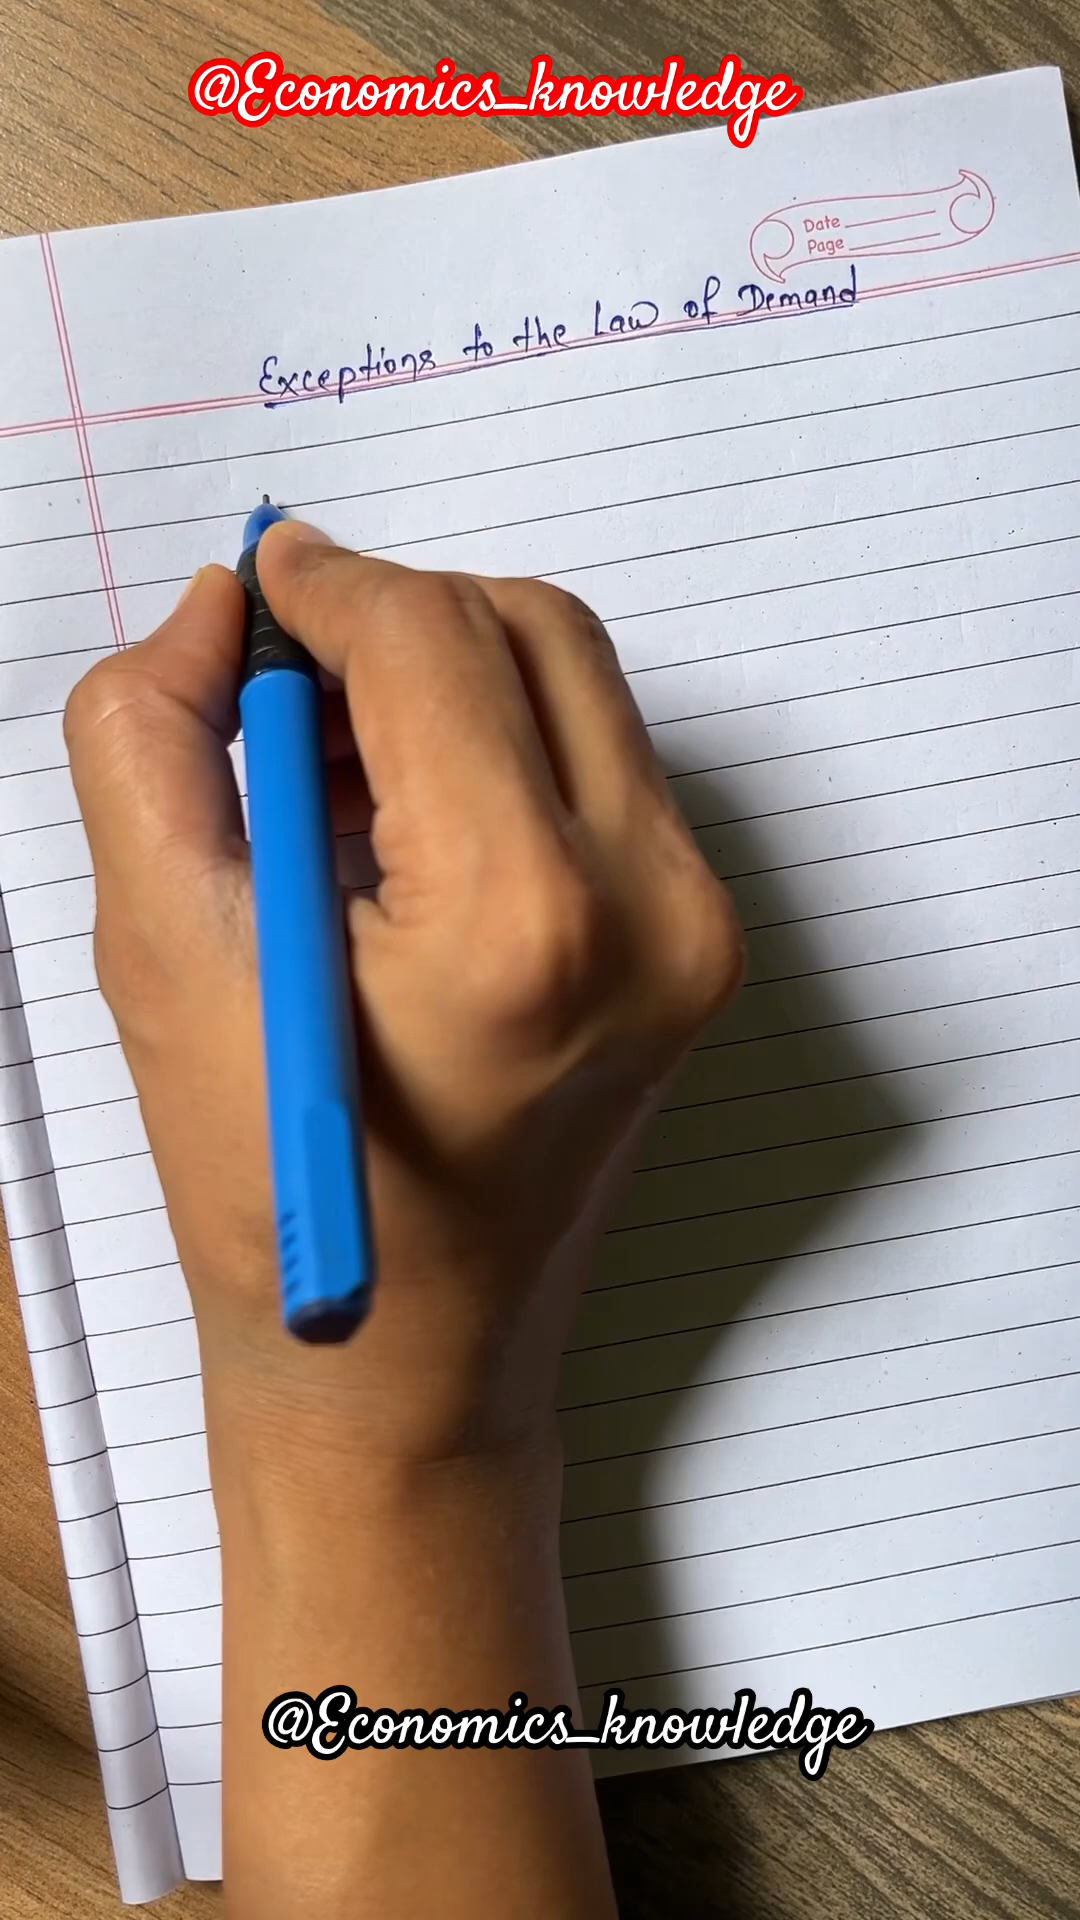 @Economics_knowledge
Date
Page
Exceptions to the Law of Demand
@Economics_knowledge